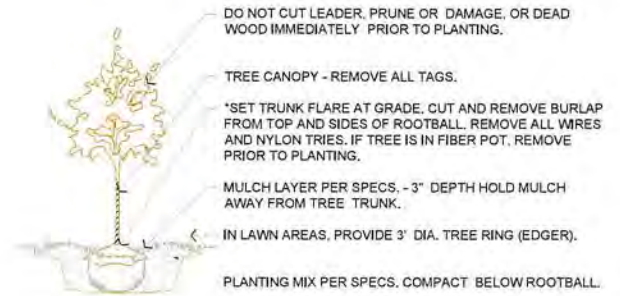 DO NOT CUT LEADER, PRUNE OR DAMAGE, OR DEAD
WOOD IMMEDIATELY PRIOR TO PLANTING.
TREE CANOPY - REMOVE ALL TAGS.
*SET TRUNK FLARE AT GRADE. CUT AND REMOVE BURLAP
FROM TOP AND SIDES OF ROOTBALL. REMOVE ALL WIRES
AND NYLON TRIES. IF TREE IS IN FIBER POT, REMOVE
PRIOR TO PLANTING.
MULCH LAYER PER SPECS. - 3" DEPTH HOLD MULCH
AWAY FROM TREE TRUNK.
IN LAWN AREAS, PROVIDE 3' DIA. TREE RING (EDGER).
PLANTING MIX PER SPECS. COMPACT BELOW ROOTBALL.